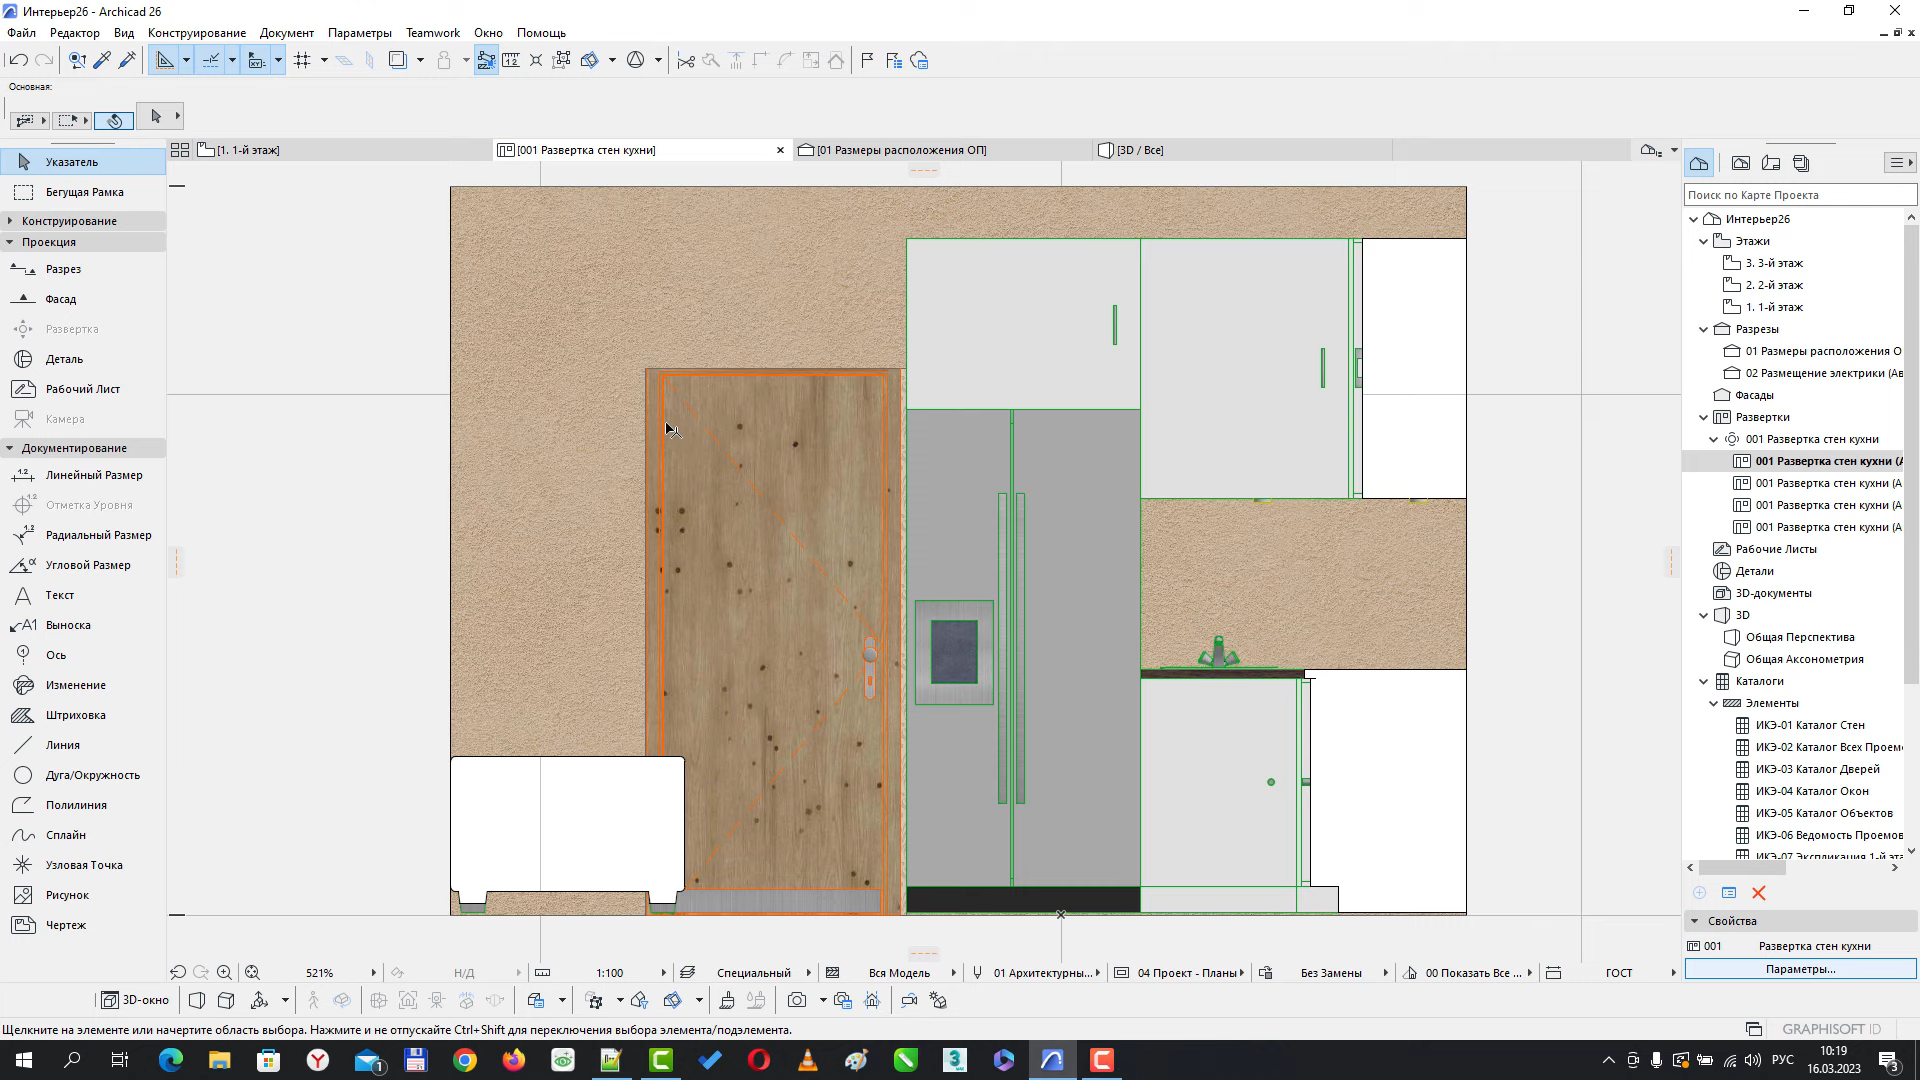 Интерьер26 - Archicad 26
Файл Редактор Вид Конструирование Документ Параметры Teamwork Окно Помощь
Основная:
[1. 1-й этаж]
[001 Развертка стен кухни]
[01 Размеры расположения ОП]
[3D / Все]
Указатель
Бегущая Рамка
Конструирование
Проекция
Разрез
Фасад
Развертка
Деталь
Рабочий Лист
Камера
Документирование
Линейный Размер
Отметка Уровня
Радиальный Размер
Угловой Размер
Текст
Выноска
Ось
Изменение
Штриховка
Линия
Дуга/Окружность
Полилиния
Сплайн
Узловая Точка
Рисунок
Чертеж
Поиск по Карте Проекта
Интерьер26
Этажи
3. 3-й этаж
2. 2-й этаж
1. 1-й этаж
Разрезы
01 Размеры расположения О
02 Размещение электрики (Ав
Фасады
Развертки
001 Развертка стен кухни
001 Развертка стен кухни (А
001 Развертка стен кухни (А
001 Развертка стен кухни (А
001 Развертка стен кухни (А
Рабочие Листы
Детали
3D-документы
3D
Общая Перспектива
Общая Аксонометрия
Каталоги
Элементы
ИКЭ-01 Каталог Стен
ИКЭ-02 Каталог Всех Проем
ИКЭ-03 Каталог Дверей
ИКЭ-04 Каталог Окон
ИКЭ-05 Каталог Объектов
ИКЭ-06 Ведомость Проемов
ИКЭ-07 Экспликация 1-й эта
Свойства
001 Развертка стен кухни
Параметры...
521% Н/Д 1:100 Специальный Вся Модель 01 Архитектурны... 04 Проект - Планы Без Замены 00 Показать Все ... ГОСТ
3D-окно
Щелкните на элементе или начертите область выбора. Нажмите и не отпускайте Ctrl+Shift для переключения выбора элемента/подэлемента.
GRAPHISOFT ID
РУС
10:19
16.03.2023